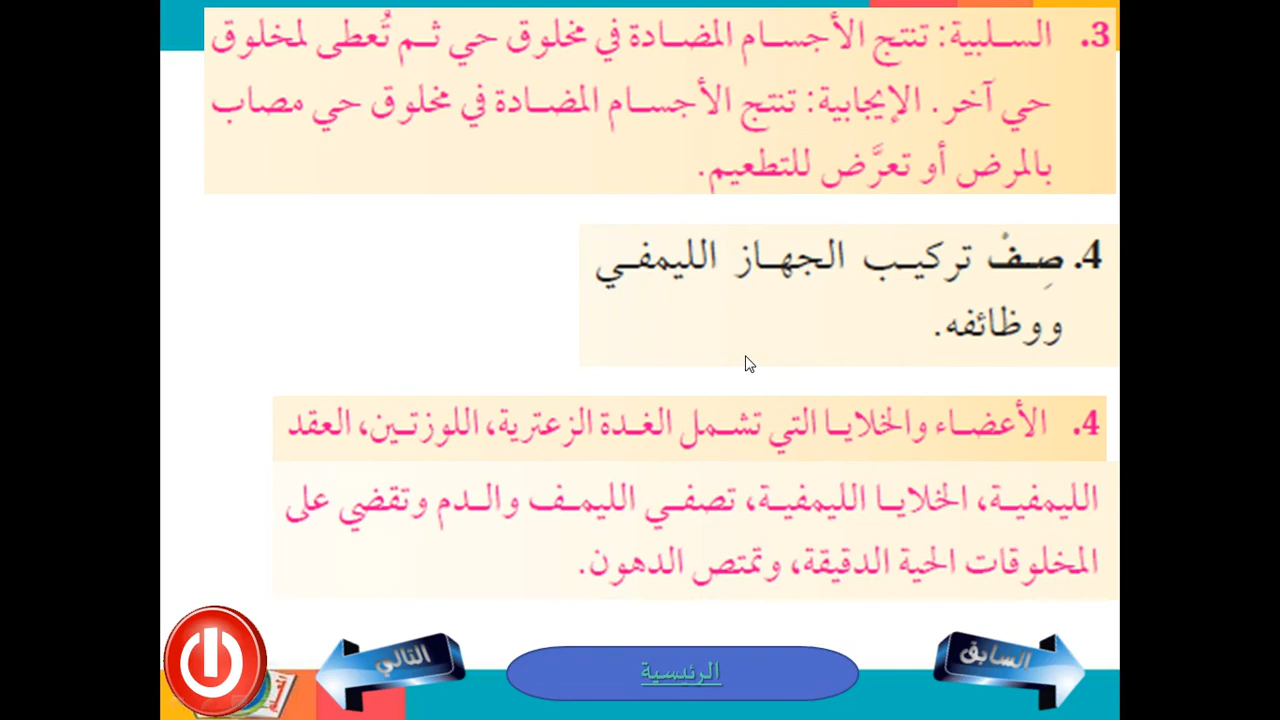 3. السلبية: تنتج الأجسام المضادة في مخلوق حي ثم تُعطى لمخلوق
حي آخر. الإيجابية: تنتج الأجسام المضادة في مخلوق حي مصاب
بالمرض أو تعرَّض للتطعيم.
4. صِفْ تركيب الجهاز الليمفي
ووظائفه.
4. الأعضاء والخلايا التي تشمل الغدة الزعترية، اللوزتين، العقد
الليمفية، الخلايا الليمفية، تصفي الليمف والدم وتقضي على
المخلوقات الحية الدقيقة، وتمتص الدهون.
السابق
الرئيسية
التالي